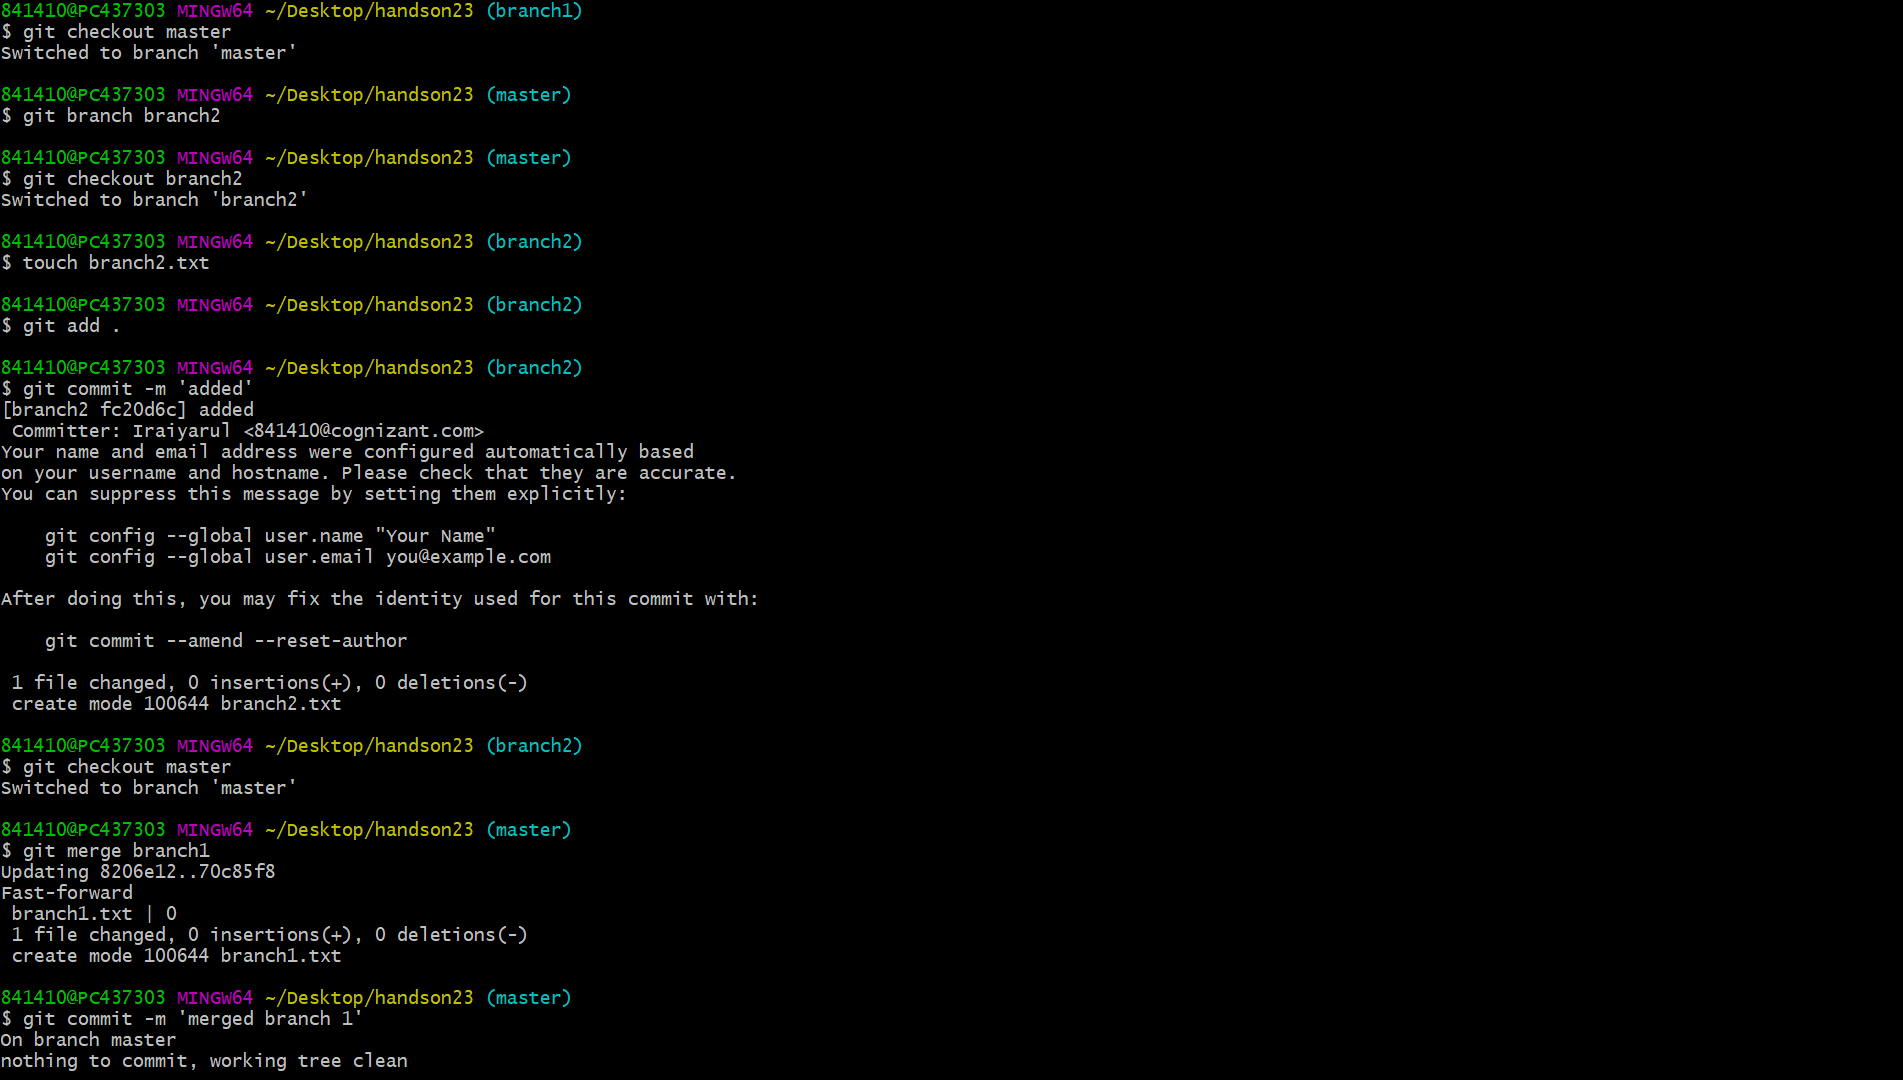 841410@PC437303 MINGW64 ~/Desktop/handson23 (branch1)
$ git checkout master
Switched to branch 'master'

841410@PC437303 MINGW64 ~/Desktop/handson23 (master)
$ git branch branch2

841410@PC437303 MINGW64 ~/Desktop/handson23 (master)
$ git checkout branch2
Switched to branch 'branch2'

841410@PC437303 MINGW64 ~/Desktop/handson23 (branch2)
$ touch branch2.txt

841410@PC437303 MINGW64 ~/Desktop/handson23 (branch2)
$ git add .

841410@PC437303 MINGW64 ~/Desktop/handson23 (branch2)
$ git commit -m 'added'
[branch2 fc20d6c] added
 Committer: Iraiyarul <841410@cognizant.com>
Your name and email address were configured automatically based
on your username and hostname. Please check that they are accurate.
You can suppress this message by setting them explicitly:

    git config --global user.name "Your Name"
    git config --global user.email you@example.com

After doing this, you may fix the identity used for this commit with:

    git commit --amend --reset-author

 1 file changed, 0 insertions(+), 0 deletions(-)
 create mode 100644 branch2.txt

841410@PC437303 MINGW64 ~/Desktop/handson23 (branch2)
$ git checkout master
Switched to branch 'master'

841410@PC437303 MINGW64 ~/Desktop/handson23 (master)
$ git merge branch1
Updating 8206e12..70c85f8
Fast-forward
 branch1.txt | 0
 1 file changed, 0 insertions(+), 0 deletions(-)
 create mode 100644 branch1.txt

841410@PC437303 MINGW64 ~/Desktop/handson23 (master)
$ git commit -m 'merged branch 1'
On branch master
nothing to commit, working tree clean